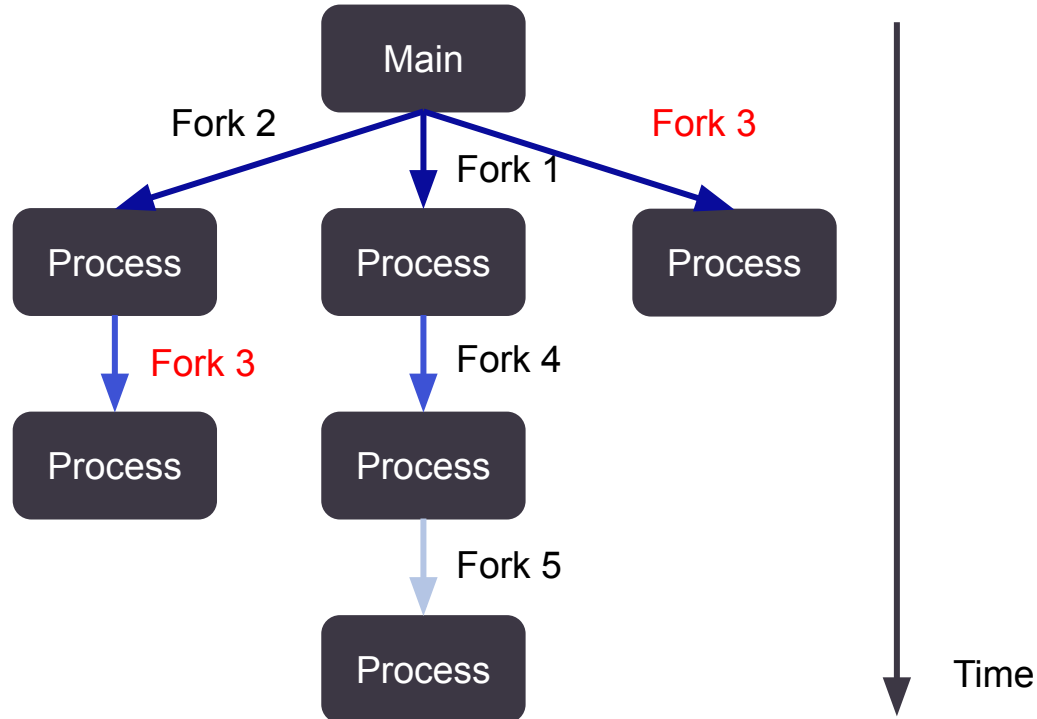 Main
Fork 2
Fork 3
Fork 1
Process
Process
Process
Fork 3
Fork 4
Process
Process
Fork 5
Process
Time